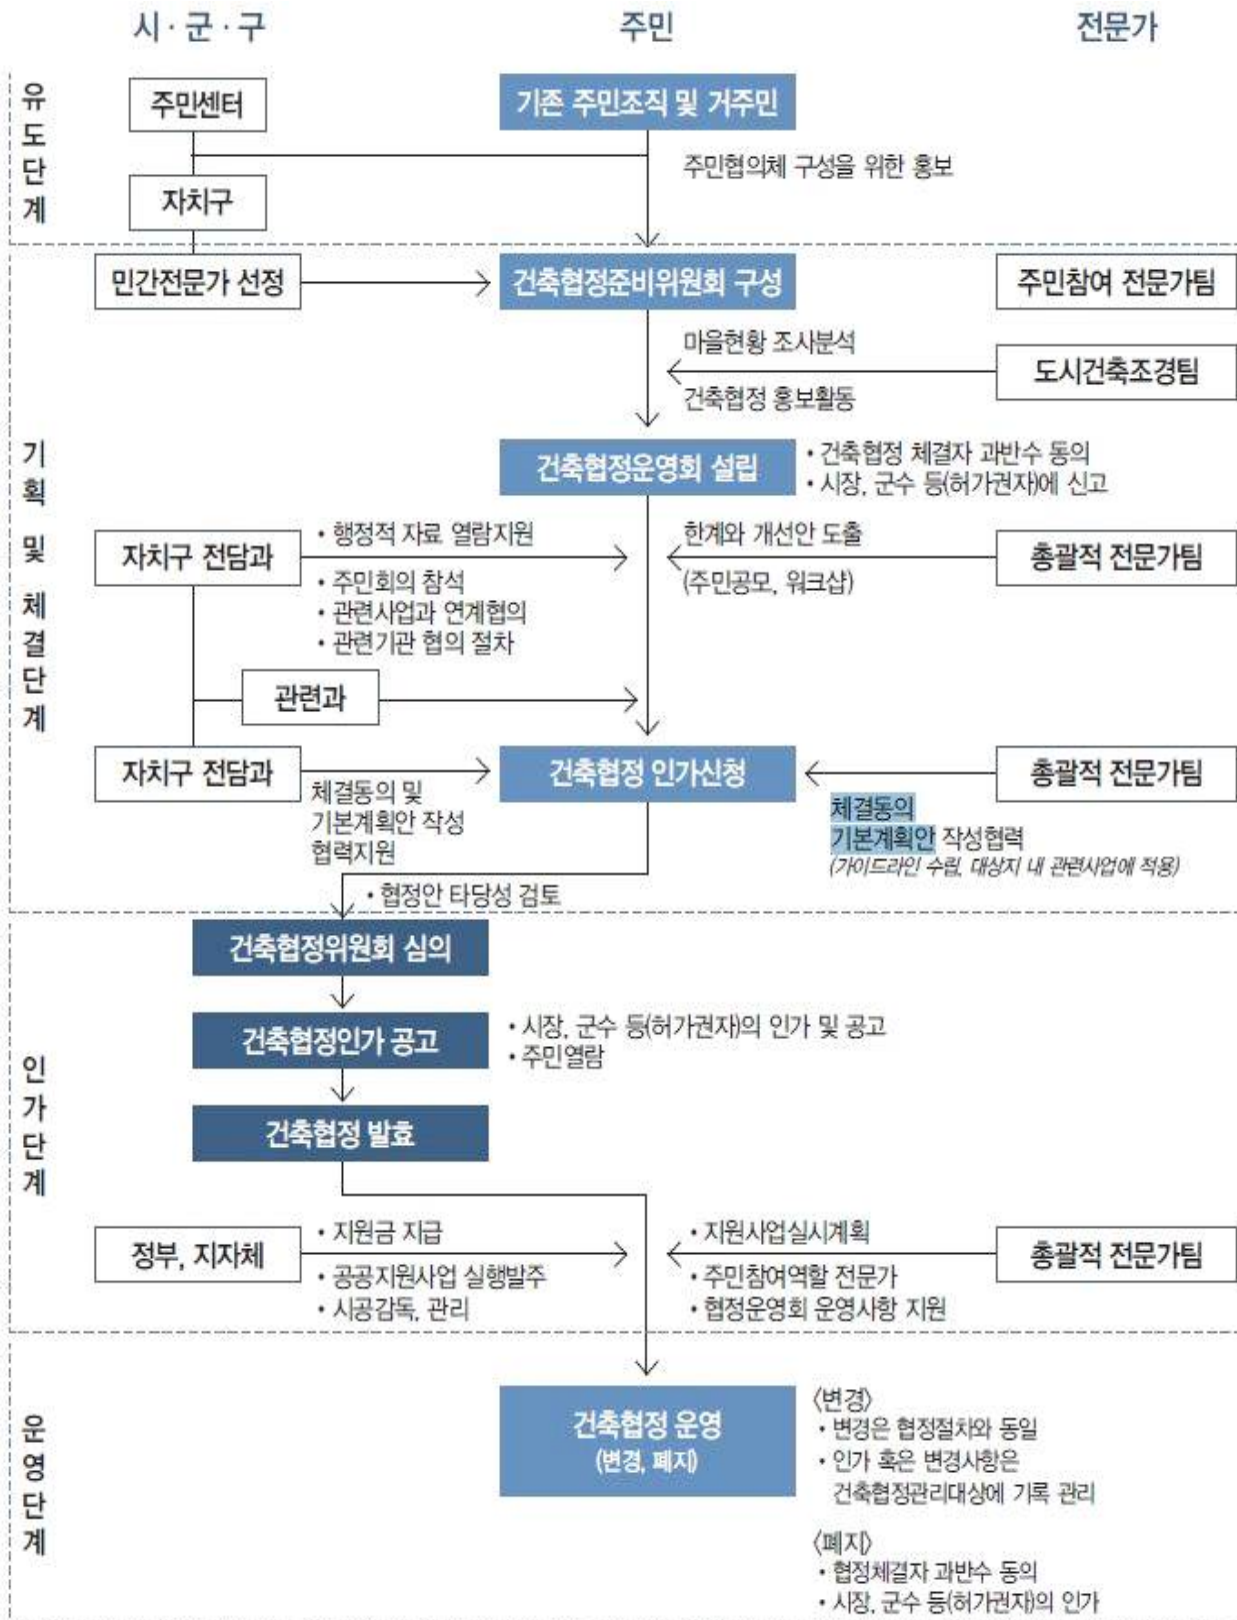 시·군·구
주민
전문가
유도단계
주민센터
기존 주민조직 및 거주민
주민협의체 구성을 위한 홍보
자치구
기획 및 체결단계
민간전문가 선정
건축협정준비위원회 구성
주민참여 전문가팀
마을현황 조사분석
도시건축조경팀
건축협정 홍보활동
건축협정운영회 설립
• 건축협정 체결자 과반수 동의
• 시장, 군수 등(허가권자)에 신고
자치구 전담과
• 행정적 자료 열람지원
• 주민회의 참석
• 관련사업과 연계협의
• 관련기관 협의 절차
한계와 개선안 도출
(주민공모, 워크샵)
총괄적 전문가팀
관련과
자치구 전담과
체결동의 및
기본계획안 작성
협력지원
건축협정 인가신청
총괄적 전문가팀
체결동의
기본계획안 작성협력
(가이드라인 수립, 대상지 내 관련사업에 적용)
• 협정안 타당성 검토
인가단계
건축협정위원회 심의
건축협정인가 공고
• 시장, 군수 등(허가권자)의 인가 및 공고
• 주민열람
건축협정 발효
정부, 지자체
• 지원금 지급
• 공공지원사업 실행발주
• 시공감독, 관리
• 지원사업실시계획
• 주민참여역할 전문가
• 협정운영회 운영사항 지원
총괄적 전문가팀
운영단계
건축협정 운영
(변경, 폐지)
〈변경〉
• 변경은 협정절차와 동일
• 인가 혹은 변경사항은
건축협정관리대상에 기록 관리
〈폐지〉
• 협정체결자 과반수 동의
• 시장, 군수 등(허가권자)의 인가